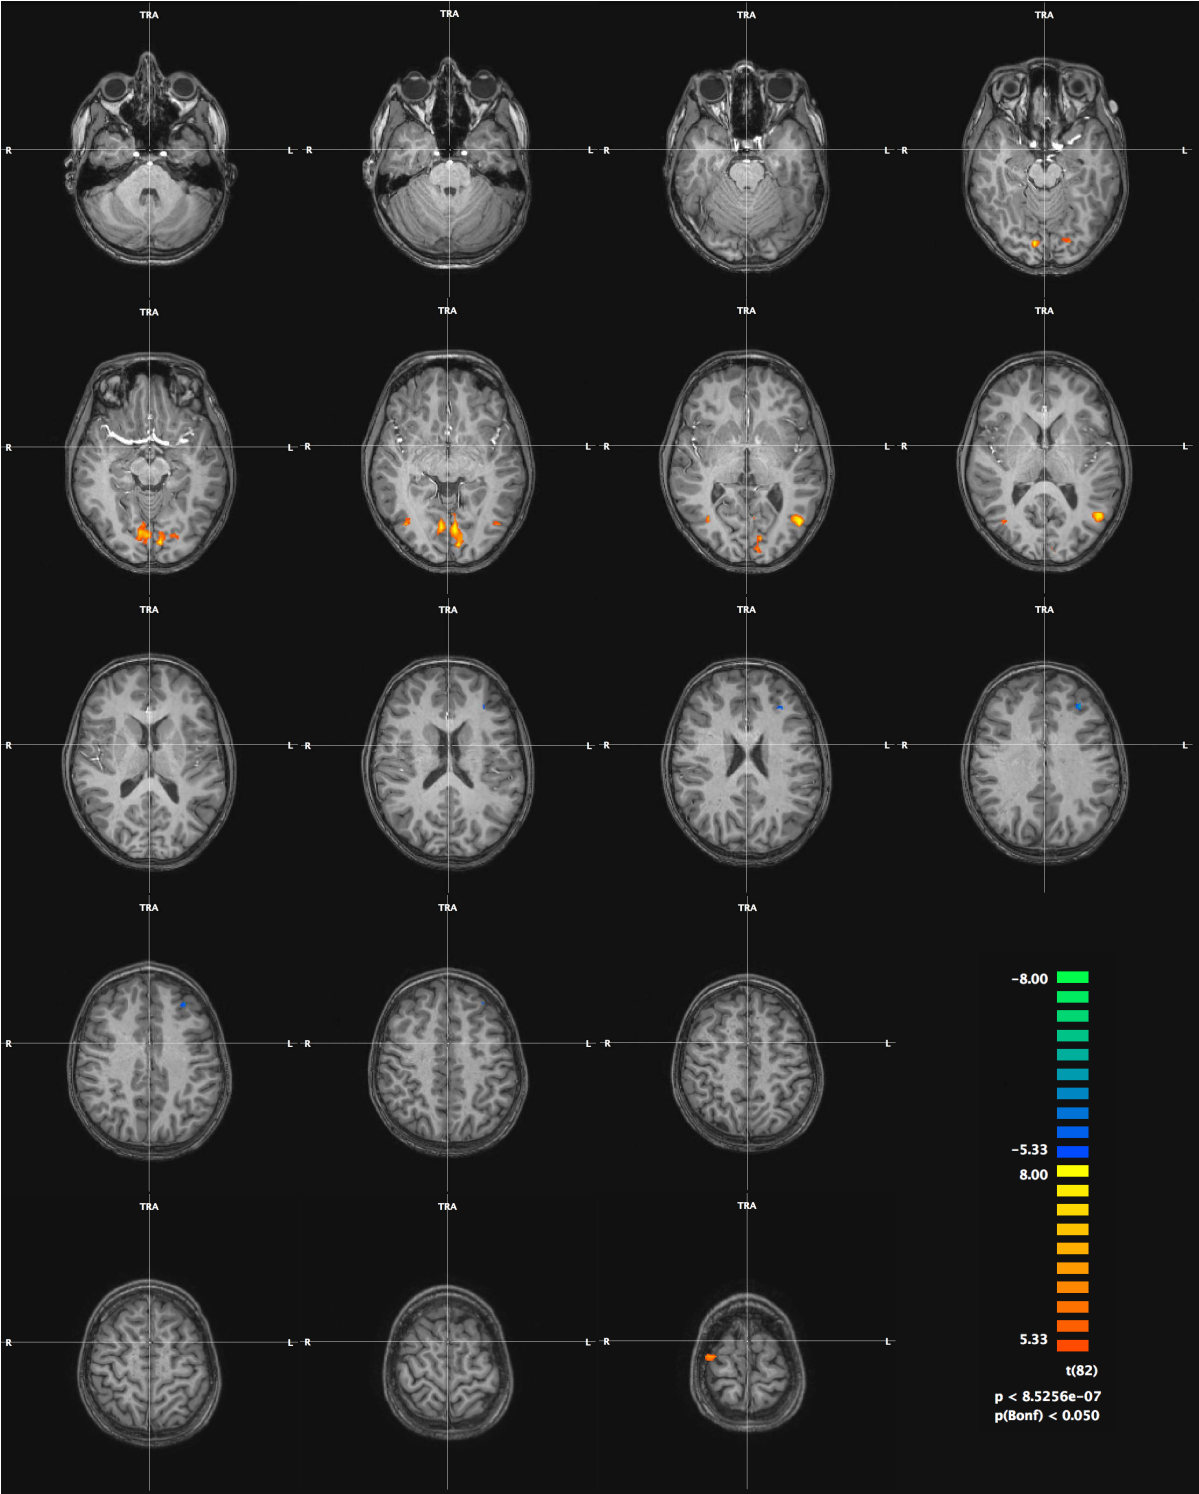 TRA TRA TRA TRA
R L R L R L R L
TRA TRA TRA TRA
R L R L R L R L
TRA TRA TRA TRA
R L R L R L R L
TRA TRA TRA
R L R L R L
−8.00
−5.33
8.00
TRA TRA TRA
R L R L R L
5.33
t(82)
p < 8.5256e−07
p(Bonf) < 0.050